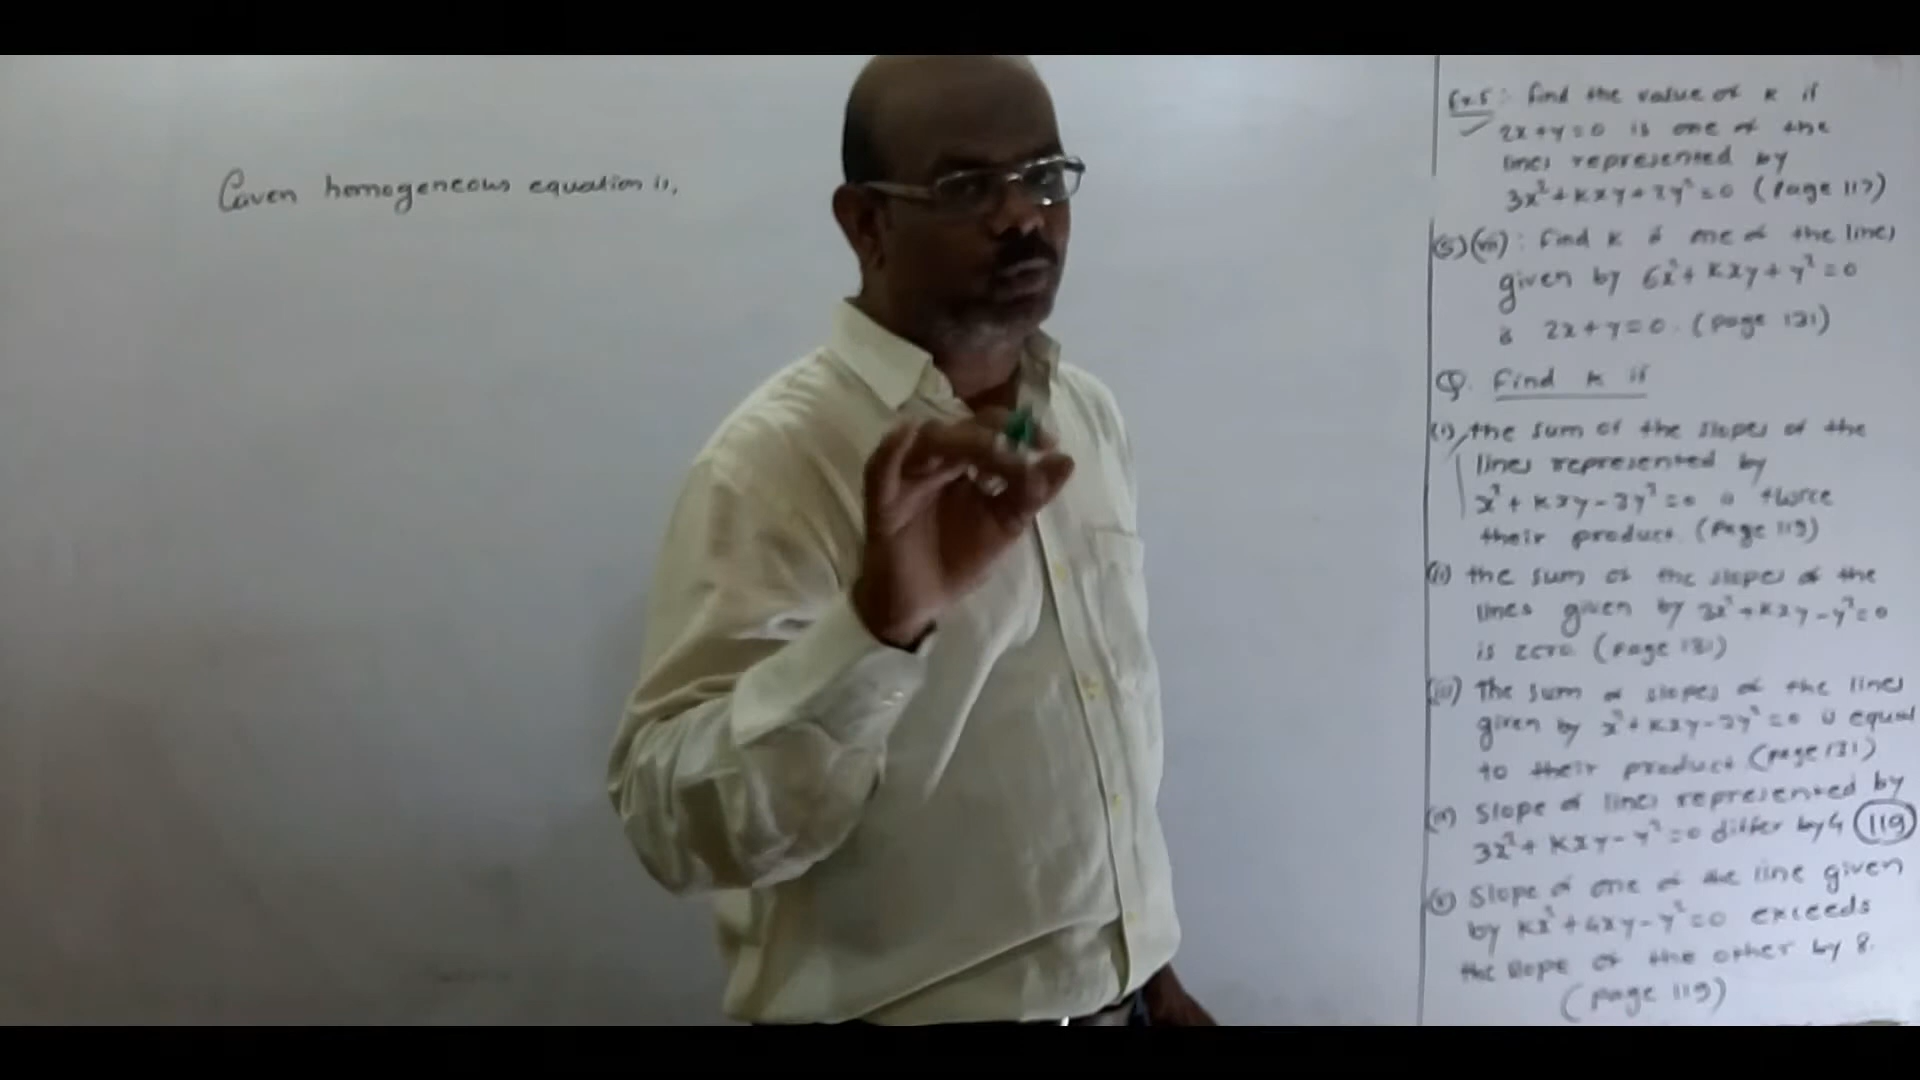 Given homogeneous equation is,
Ex.5: Find the value of k if
2x+y=0 is one of the
lines represented by
3x²+kxy+2y²=0 (page 117)
(5)(vii): Find k if one of the lines
given by 6x²+kxy+y²=0
is 2x+y=0. (page 131)
Q. Find k if
(i) the sum of the slopes of the
lines represented by
x²+kxy-3y²=0 is twice
their product. (Page 119)
(ii) the sum of the slopes of the
lines given by 3x²+kxy-y²=0
is zero (page 131)
(iii) The sum of slopes of the lines
given by x²+kxy-3y²=0 is equal
to their product (page 131)
(iv) Slope of lines represented by
3x²+kxy-y²=0 differ by 4 (119)
(v) Slope of one of the line given
by kx²+4xy-y²=0 exceeds
the slope of the other by 8.
(page 119)